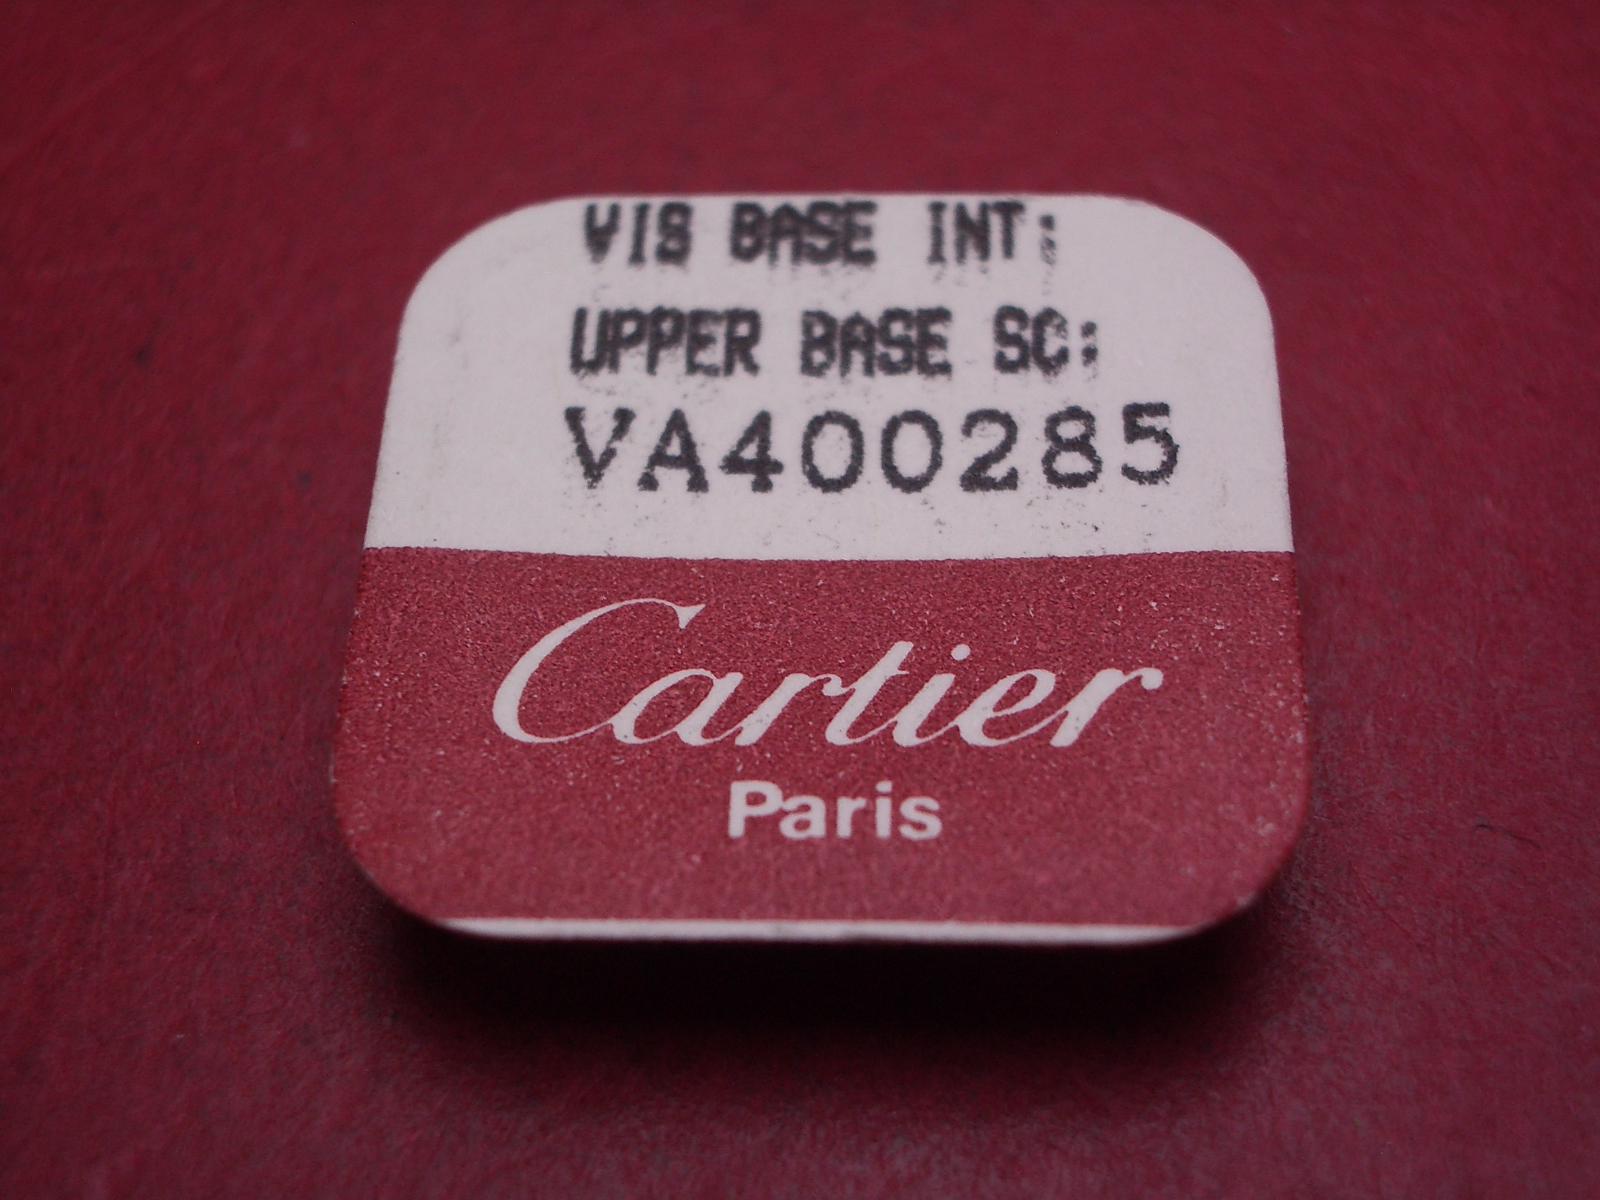 VIS BASE INT:
UPPER BASE SC:
VA400285
Cartier
Paris